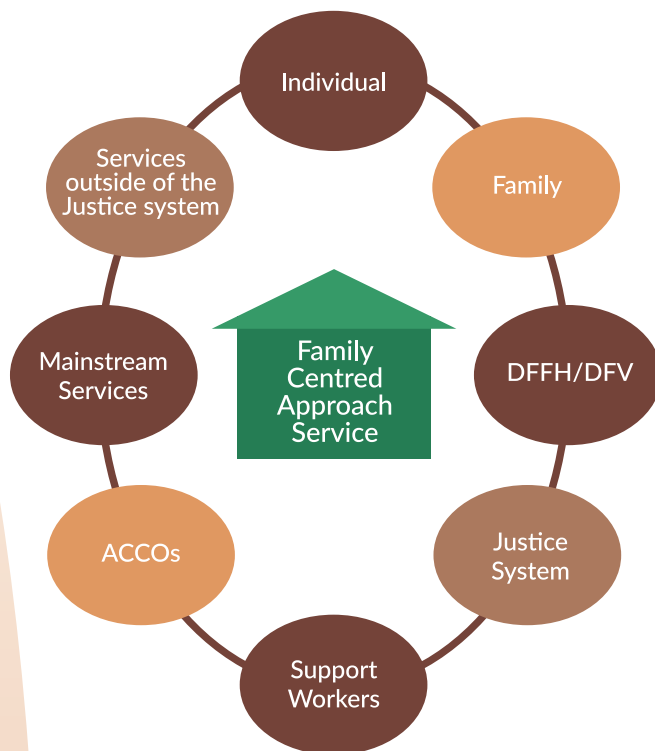 Individual
Family
DFFH/DFV
Justice
System
Support
Workers
ACCOs
Mainstream
Services
Services
outside of the
Justice system
Family
Centred
Approach
Service